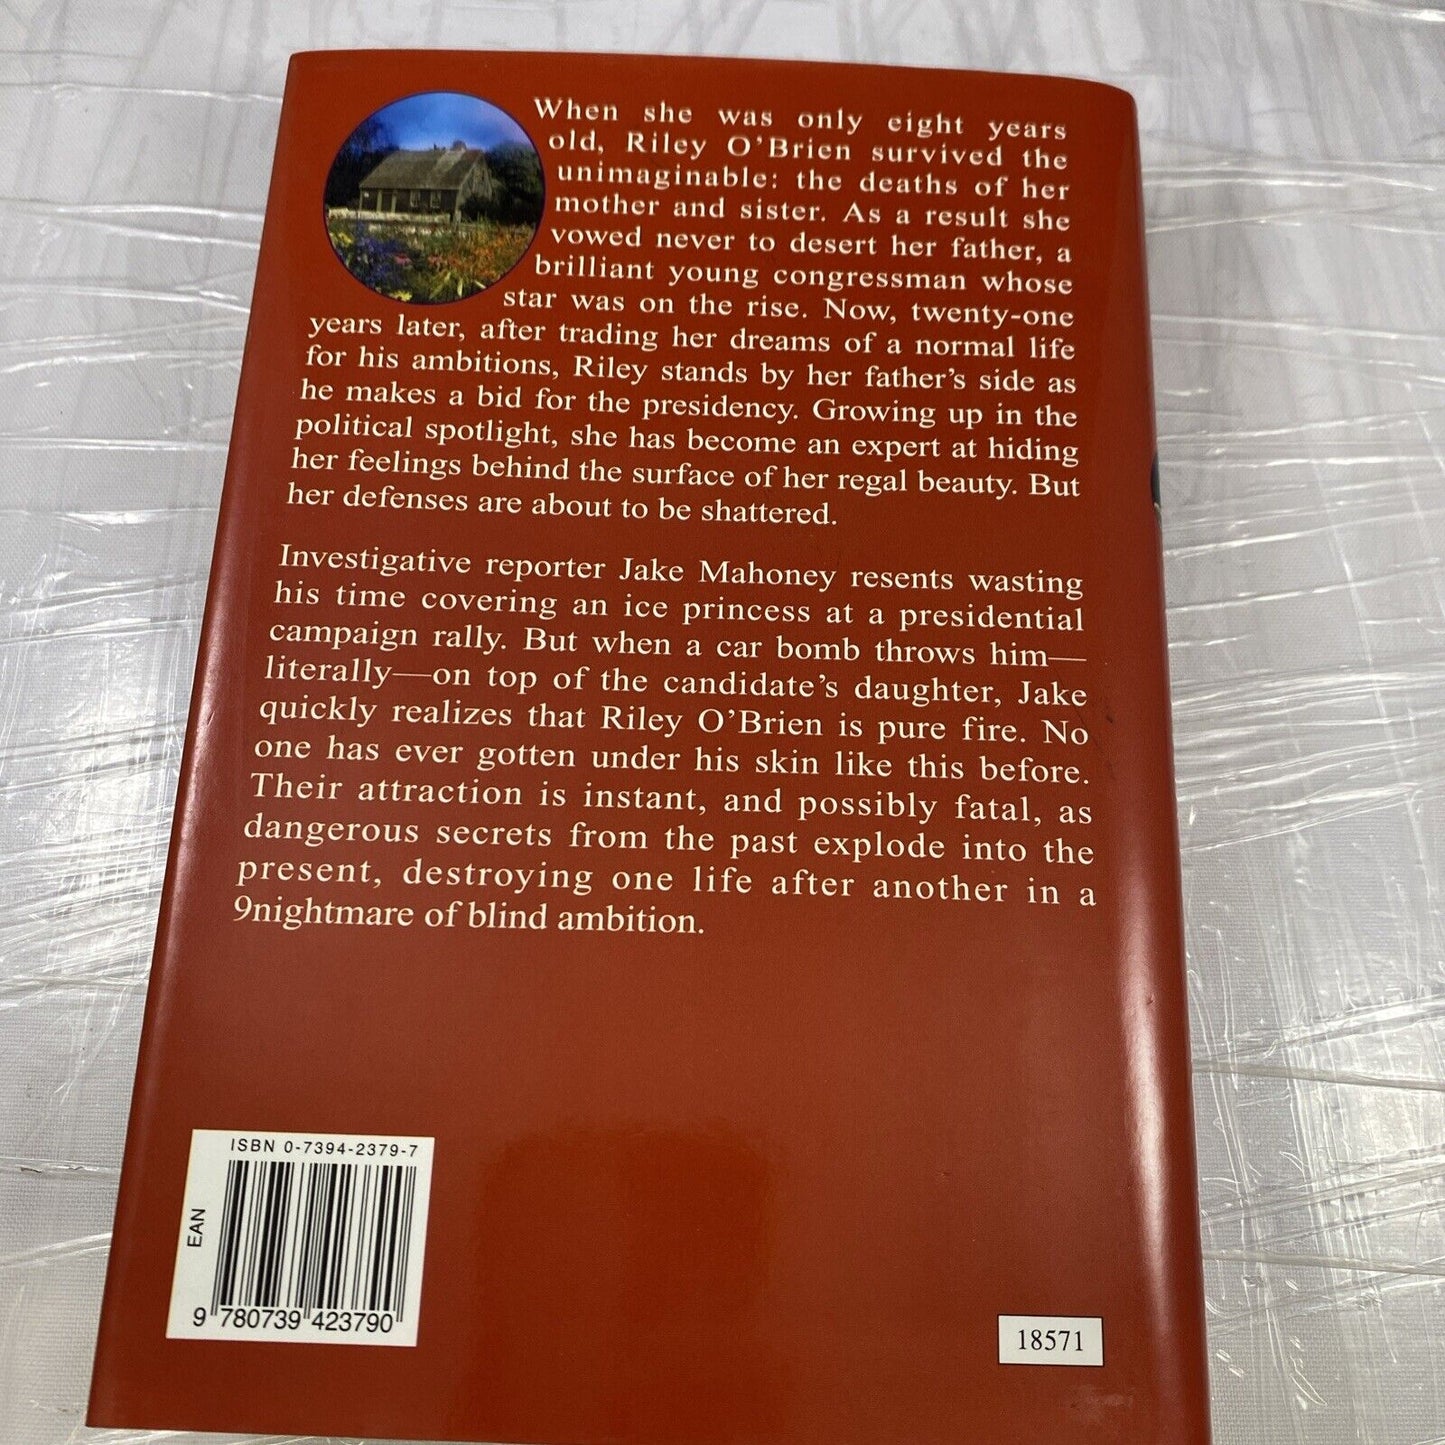 When she was only eight years
old, Riley O'Brien survived the
unimaginable: the deaths of her
mother and sister. As a result she
vowed never to desert her father, a
brilliant young congressman whose
star was on the rise. Now, twenty-one
years later, after trading her dreams of a normal life
for his ambitions, Riley stands by her father's side as
he makes a bid for the presidency. Growing up in the
political spotlight, she has become an expert at hiding
her feelings behind the surface of her regal beauty. But
her defenses are about to be shattered.
Investigative reporter Jake Mahoney resents wasting
his time covering an ice princess at a presidential
campaign rally. But when a car bomb throws him—
literally—on top of the candidate's daughter, Jake
quickly realizes that Riley O'Brien is pure fire. No
one has ever gotten under his skin like this before.
Their attraction is instant, and possibly fatal, as
dangerous secrets from the past explode into the
present, destroying one life after another in a
9nightmare of blind ambition.
ISBN 0-7394-2379-7
EAN
9 780739 423790
18571